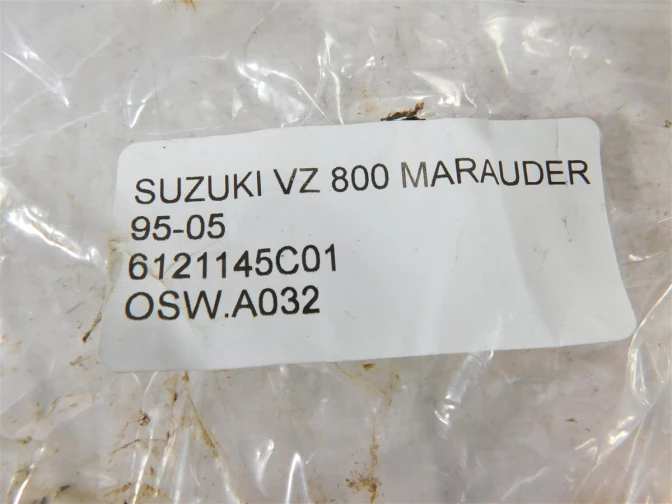 SUZUKI VZ 800 MARAUDER
95-05
6121145C01
OSW.A032